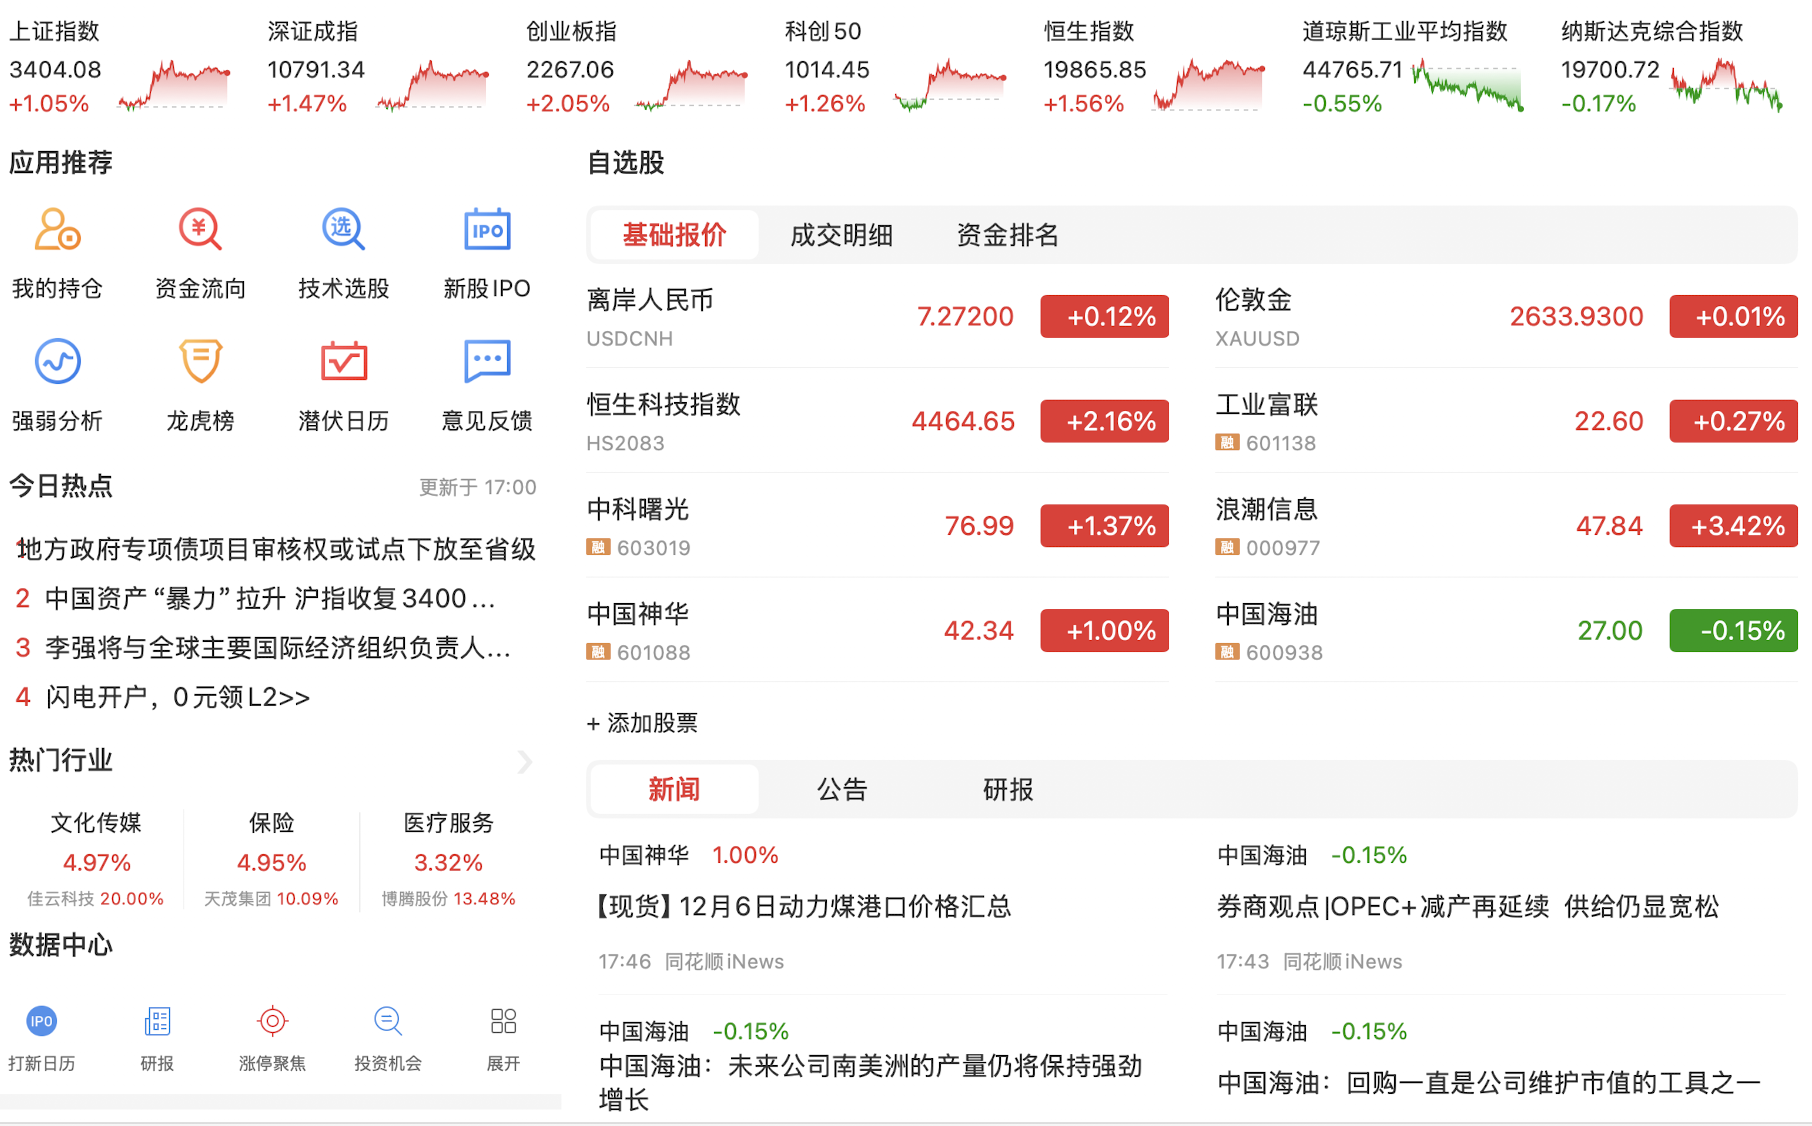 上证指数
3404.08
+1.05%
深证成指
10791.34
+1.47%
创业板指
2267.06
+2.05%
科创50
1014.45
+1.26%
恒生指数
19865.85
+1.56%
道琼斯工业平均指数
44765.71
-0.55%
纳斯达克综合指数
19700.72
-0.17%
应用推荐
我的持仓
资金流向
选
技术选股
IPO
新股IPO
强弱分析
龙虎榜
潜伏日历
意见反馈
今日热点
更新于 17:00
1 地方政府专项债项目审核权或试点下放至省级
2 中国资产“暴力”拉升 沪指收复3400...
3 李强将与全球主要国际经济组织负责人...
4 闪电开户，0元领L2>>
热门行业
文化传媒
4.97%
佳云科技 20.00%
保险
4.95%
天茂集团 10.09%
医疗服务
3.32%
博腾股份 13.48%
数据中心
IPO
打新日历
研报
涨停聚焦
投资机会
展开
自选股
基础报价 成交明细 资金排名
离岸人民币
USDCNH
7.27200
+0.12%
伦敦金
XAUUSD
2633.9300
+0.01%
恒生科技指数
HS2083
4464.65
+2.16%
工业富联
融 601138
22.60
+0.27%
中科曙光
融 603019
76.99
+1.37%
浪潮信息
融 000977
47.84
+3.42%
中国神华
融 601088
42.34
+1.00%
中国海油
融 600938
27.00
-0.15%
+ 添加股票
新闻 公告 研报
中国神华 1.00%
【现货】12月6日动力煤港口价格汇总
17:46 同花顺iNews
中国海油 -0.15%
券商观点|OPEC+减产再延续 供给仍显宽松
17:43 同花顺iNews
中国海油 -0.15%
中国海油：未来公司南美洲的产量仍将保持强劲
增长
中国海油 -0.15%
中国海油：回购一直是公司维护市值的工具之一